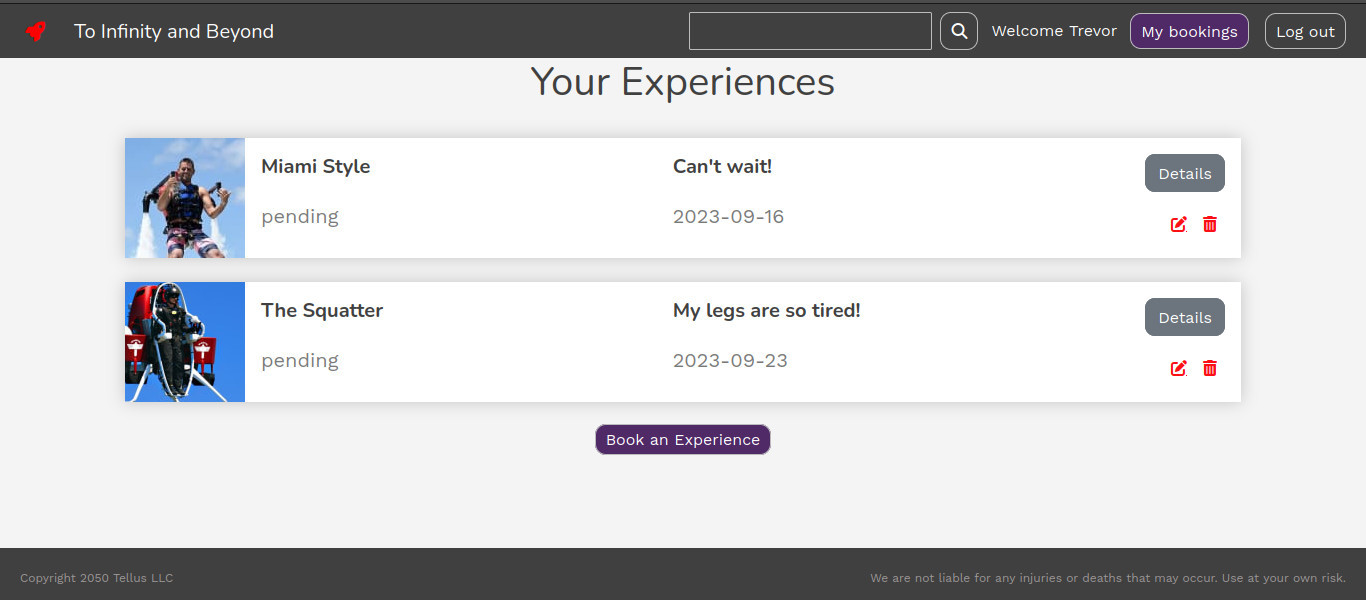 To Infinity and Beyond
Welcome Trevor
My bookings
Log out
Your Experiences
Miami Style
Can't wait!
Details
pending
2023-09-16
The Squatter
My legs are so tired!
Details
pending
2023-09-23
Book an Experience
Copyright 2050 Tellus LLC
We are not liable for any injuries or deaths that may occur. Use at your own risk.